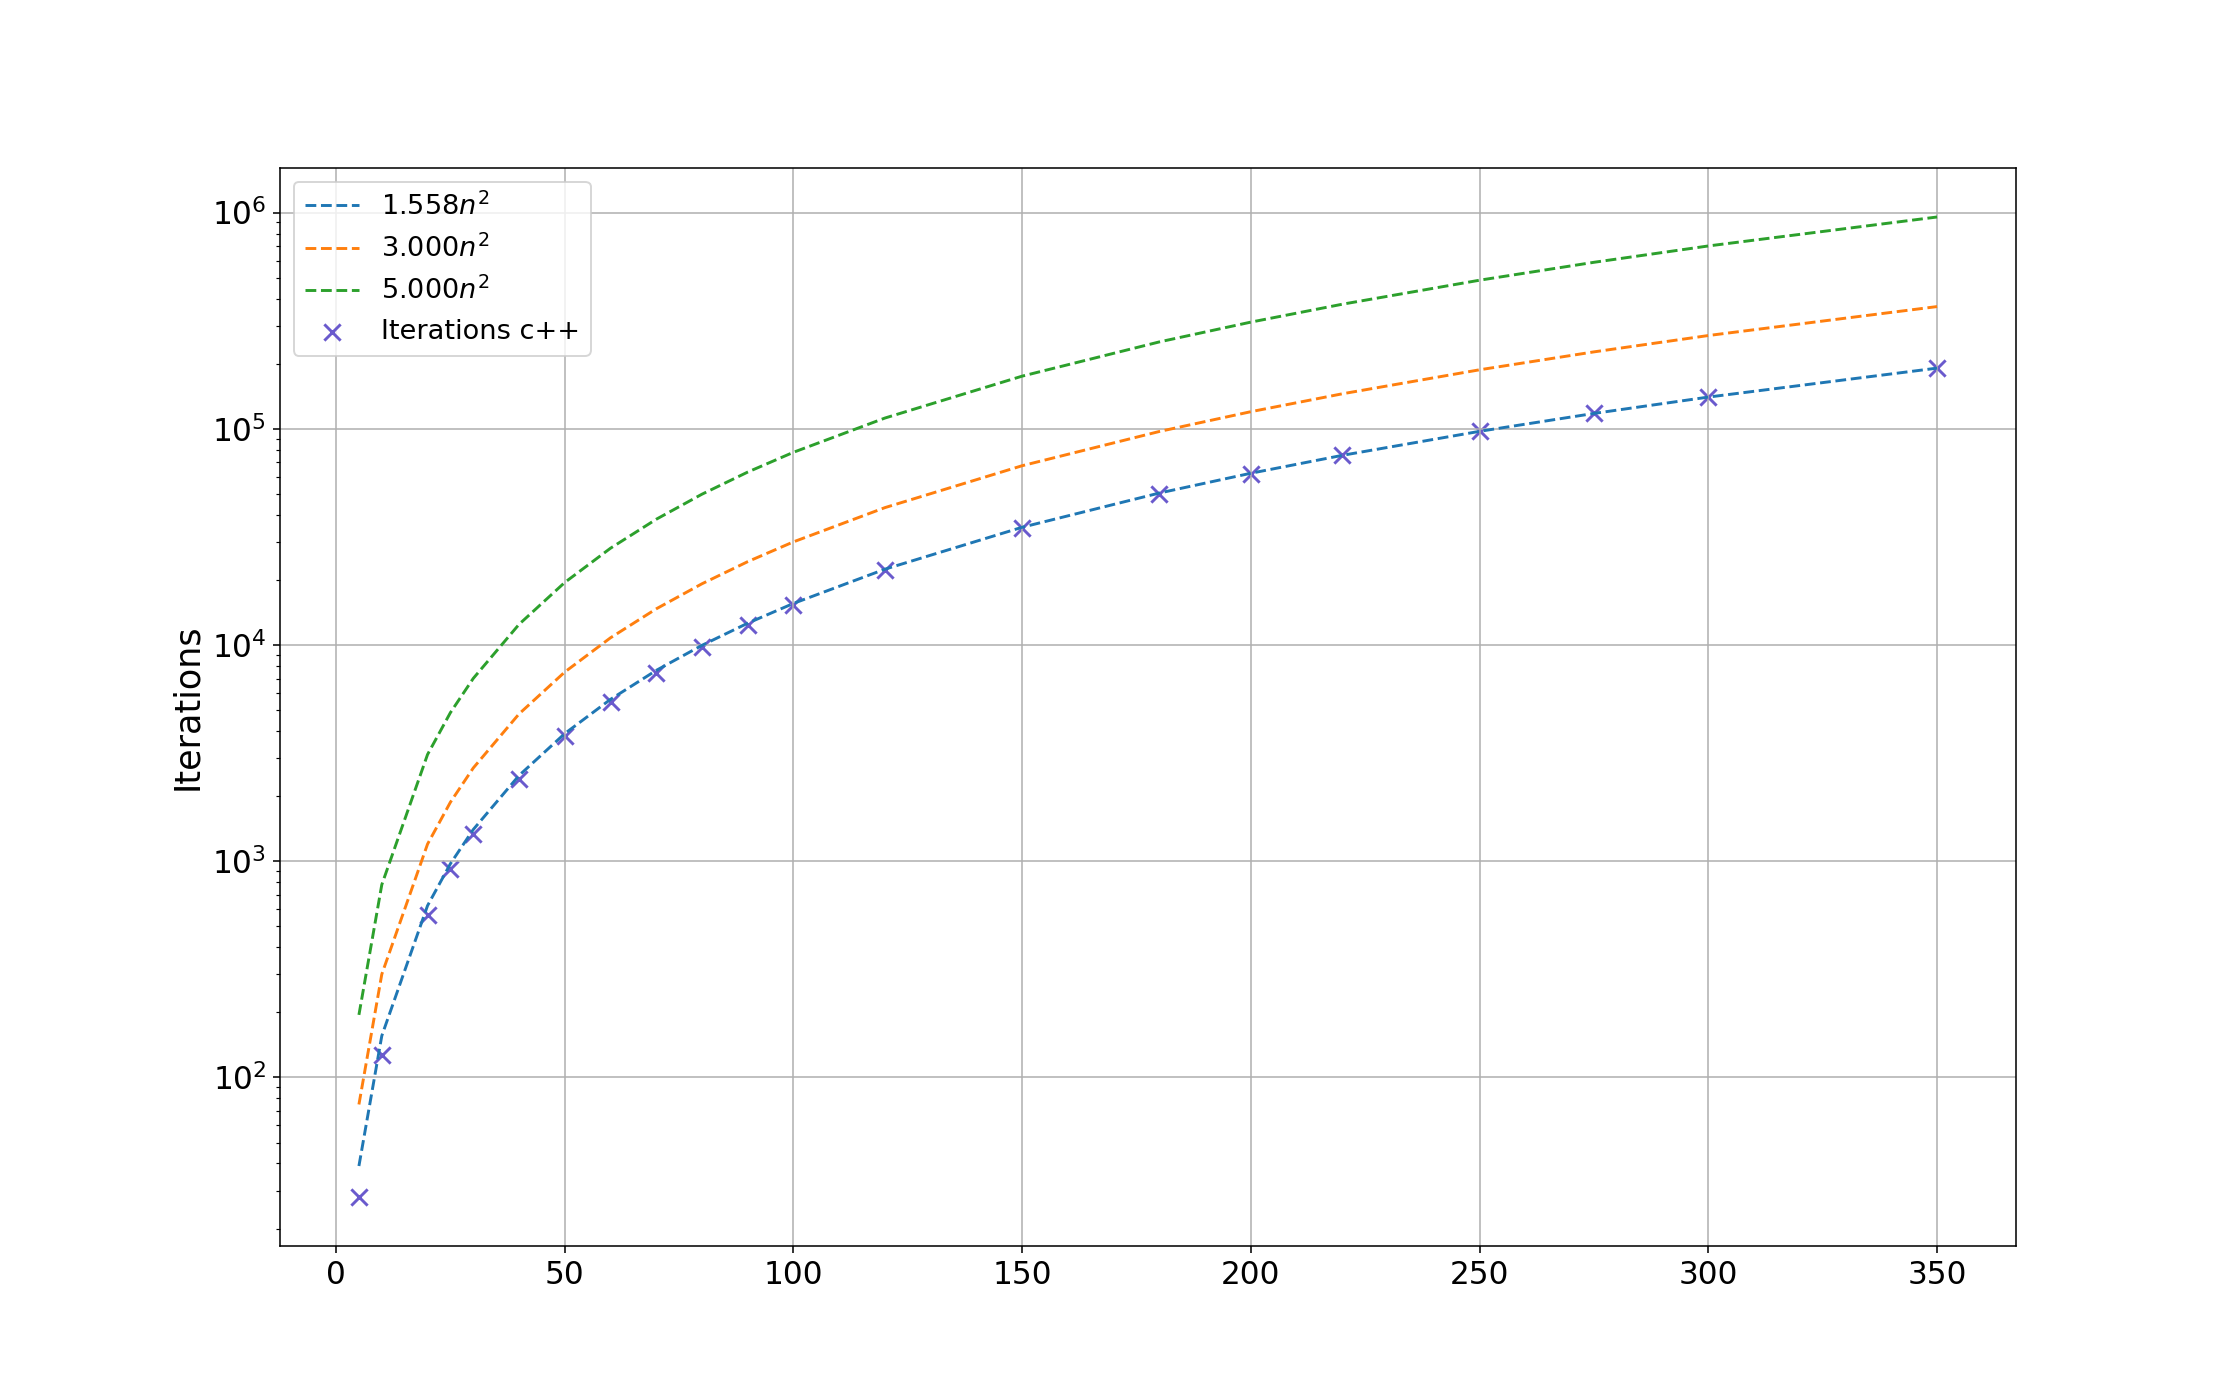 1.558n²
3.000n²
5.000n²
Iterations c++
Iterations
10⁶
10⁵
10⁴
10³
10²
0 50 100 150 200 250 300 350